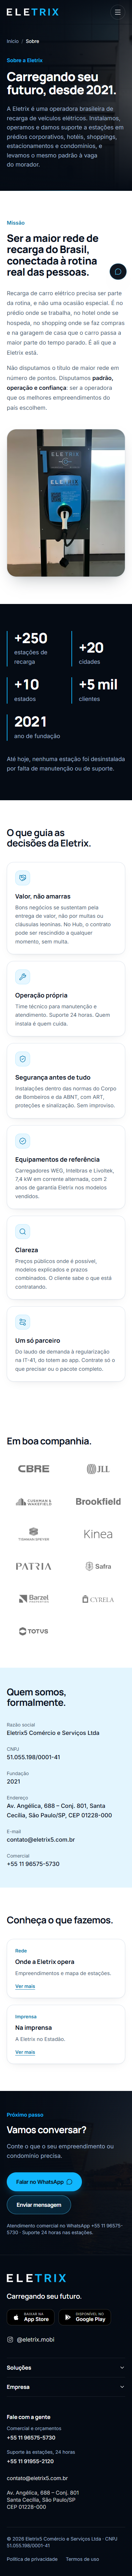 ELETRIX
Início / Sobre
Sobre a Eletrix
Carregando seu
futuro, desde 2021.
A Eletrix é uma operadora brasileira de
recarga de veículos elétricos. Instalamos,
operamos e damos suporte a estações em
prédios corporativos, hotéis, shoppings,
estacionamentos e condomínios, e
levamos o mesmo padrão à vaga
do morador.
Missão
Ser a maior rede de
recarga do Brasil,
conectada à rotina
real das pessoas.
Recarga de carro elétrico precisa ser parte
da rotina, e não uma ocasião especial. É no
prédio onde se trabalha, no hotel onde se
hospeda, no shopping onde se faz compras
e na garagem de casa que o carro passa a
maior parte do tempo parado. É ali que a
Eletrix está.
Não disputamos o título de maior rede em
número de pontos. Disputamos padrão,
operação e confiança: ser a operadora
que os melhores empreendimentos do
país escolhem.
ELETRIX
+250
estações de
recarga
+20
cidades
+10
estados
+5 mil
clientes
2021
ano de fundação
Até hoje, nenhuma estação foi desinstalada
por falta de manutenção ou de suporte.
O que guia as
decisões da Eletrix.
Valor, não amarras
Bons negócios se sustentam pela
entrega de valor, não por multas ou
cláusulas leoninas. No Hub, o contrato
pode ser rescindido a qualquer
momento, sem multa.
Operação própria
Time técnico para manutenção e
atendimento. Suporte 24 horas. Quem
instala é quem cuida.
Segurança antes de tudo
Instalações dentro das normas do Corpo
de Bombeiros e da ABNT, com ART,
proteções e sinalização. Sem improviso.
Equipamentos de referência
Carregadores WEG, Intelbras e Livoltek,
7,4 kW em corrente alternada, com 2
anos de garantia Eletrix nos modelos
vendidos.
Clareza
Preços públicos onde é possível,
modelos explicados e prazos
combinados. O cliente sabe o que está
contratando.
Um só parceiro
Do laudo de demanda à regularização
na IT-41, do totem ao app. Contrate só o
que precisar ou o pacote completo.
Em boa companhia.
CBRE
JLL
CUSHMAN &
WAKEFIELD
Brookfield
TISHMAN SPEYER
Kinea
PATRIA
Safra
Barzel
CYRELA
TOTVS
Quem somos,
formalmente.
Razão social
Eletrix5 Comércio e Serviços Ltda
CNPJ
51.055.198/0001-41
Fundação
2021
Endereço
Av. Angélica, 688 – Conj. 801, Santa
Cecília, São Paulo/SP, CEP 01228-000
E-mail
contato@eletrix5.com.br
Comercial
+55 11 96575-5730
Conheça o que fazemos.
Rede
Onde a Eletrix opera
Empreendimentos e mapa de estações.
Ver mais
Imprensa
Na imprensa
A Eletrix no Estadão.
Ver mais
Próximo passo
Vamos conversar?
Conte o que o seu empreendimento ou
condomínio precisa.
Falar no WhatsApp
Enviar mensagem
Atendimento comercial no WhatsApp +55 11 96575-
5730 · Suporte 24 horas nas estações.
ELETRIX
Carregando seu futuro.
BAIXAR NA
App Store
DISPONÍVEL NO
Google Play
@eletrix.mobi
Soluções
Empresa
Fale com a gente
Comercial e orçamentos
+55 11 96575-5730
Suporte às estações, 24 horas
+55 11 91955-2120
contato@eletrix5.com.br
Av. Angélica, 688 – Conj. 801
Santa Cecília, São Paulo/SP
CEP 01228-000
© 2026 Eletrix5 Comércio e Serviços Ltda · CNPJ
51.055.198/0001-41
Política de privacidade Termos de uso